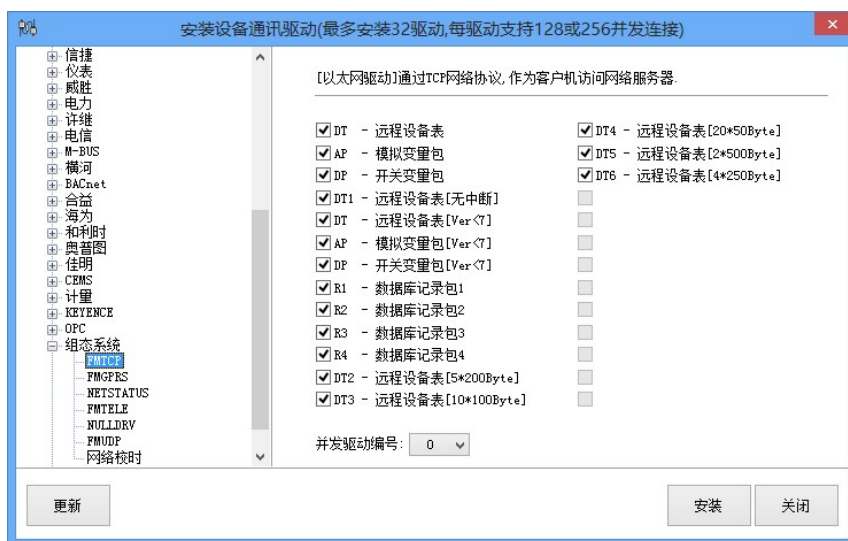 安装设备通讯驱动(最多安装32驱动,每驱动支持128或256并发连接)
信捷
仪表
威胜
电力
许继
电信
M-BUS
横河
BACnet
合益
海为
和利时
奥普图
佳明
CEMS
计量
KEYENCE
OPC
组态系统
FMTCP
FMGPRS
NETSTATUS
FMTELE
NULLDRV
FMUDP
网络校时
[以太网驱动]通过TCP网络协议,作为客户机访问网络服务器.
DT - 远程设备表
DT4 - 远程设备表[20*50Byte]
AP - 模拟变量包
DT5 - 远程设备表[2*500Byte]
DP - 开关变量包
DT6 - 远程设备表[4*250Byte]
DT1 - 远程设备表[无中断]
DT - 远程设备表[Ver<7]
AP - 模拟变量包[Ver<7]
DP - 开关变量包[Ver<7]
R1 - 数据库记录包1
R2 - 数据库记录包2
R3 - 数据库记录包3
R4 - 数据库记录包4
DT2 - 远程设备表[5*200Byte]
DT3 - 远程设备表[10*100Byte]
并发驱动编号: 0
更新
安装
关闭